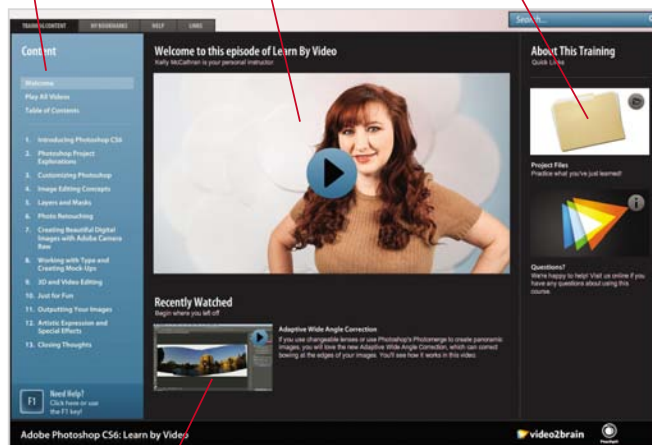 TRAINING CONTENT
MY BOOKMARKS
HELP
LINKS
Search...
Content
Welcome
Play All Videos
Table of Contents
1. Introducing Photoshop CS6
2. Photoshop Project
Explorations
3. Customizing Photoshop
4. Image Editing Concepts
5. Layers and Masks
6. Photo Retouching
7. Creating Beautiful Digital
Images with Adobe Camera
Raw
8. Working with Type and
Creating Mock-Ups
9. 3D and Video Editing
10. Just for Fun
11. Outputting Your Images
12. Artistic Expression and
Special Effects
13. Closing Thoughts
F1
Need Help?
Click here or use
the F1 key!
Welcome to this episode of Learn By Video
Kelly McCathran is your personal instructor
Recently Watched
Begin where you left off
Adaptive Wide Angle Correction
If you use changeable lenses or use Photoshop's Photomerge to create panoramic
images, you will love the new Adaptive Wide Angle Correction, which can correct
bowing at the edges of your images. You'll see how it works in this video.
About This Training
Quick Links
Project Files
Practice what you've just learned!
Questions?
We're happy to help! Visit us online if you
have any questions about using this
course.
Adobe Photoshop CS6: Learn by Video
video2brain
Peachpit